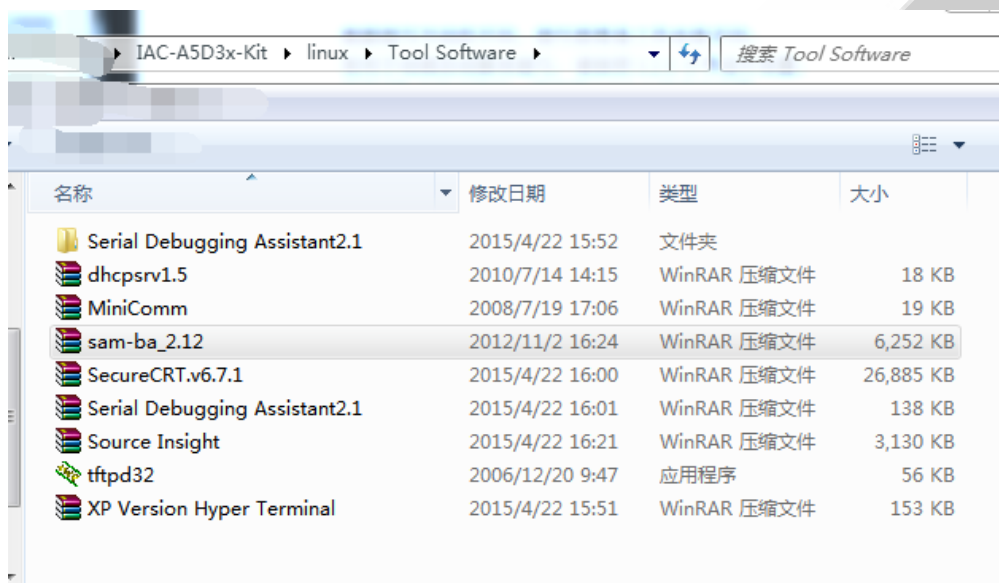 IAC-A5D3x-Kit linux Tool Software 搜索 Tool Software
名称 修改日期 类型 大小
Serial Debugging Assistant2.1 2015/4/22 15:52 文件夹
dhcpsrv1.5 2010/7/14 14:15 WinRAR 压缩文件 18 KB
MiniComm 2008/7/19 17:06 WinRAR 压缩文件 19 KB
sam-ba_2.12 2012/11/2 16:24 WinRAR 压缩文件 6,252 KB
SecureCRT.v6.7.1 2015/4/22 16:00 WinRAR 压缩文件 26,885 KB
Serial Debugging Assistant2.1 2015/4/22 16:01 WinRAR 压缩文件 138 KB
Source Insight 2015/4/22 16:21 WinRAR 压缩文件 3,130 KB
tftpd32 2006/12/20 9:47 应用程序 56 KB
XP Version Hyper Terminal 2015/4/22 15:51 WinRAR 压缩文件 153 KB